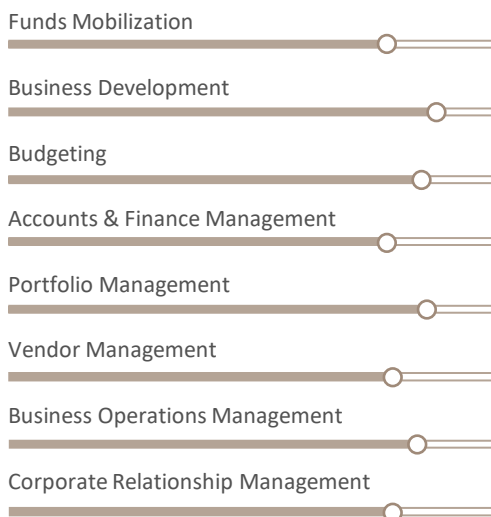 Funds Mobilization
Business Development
Budgeting
Accounts & Finance Management
Portfolio Management
Vendor Management
Business Operations Management
Corporate Relationship Management